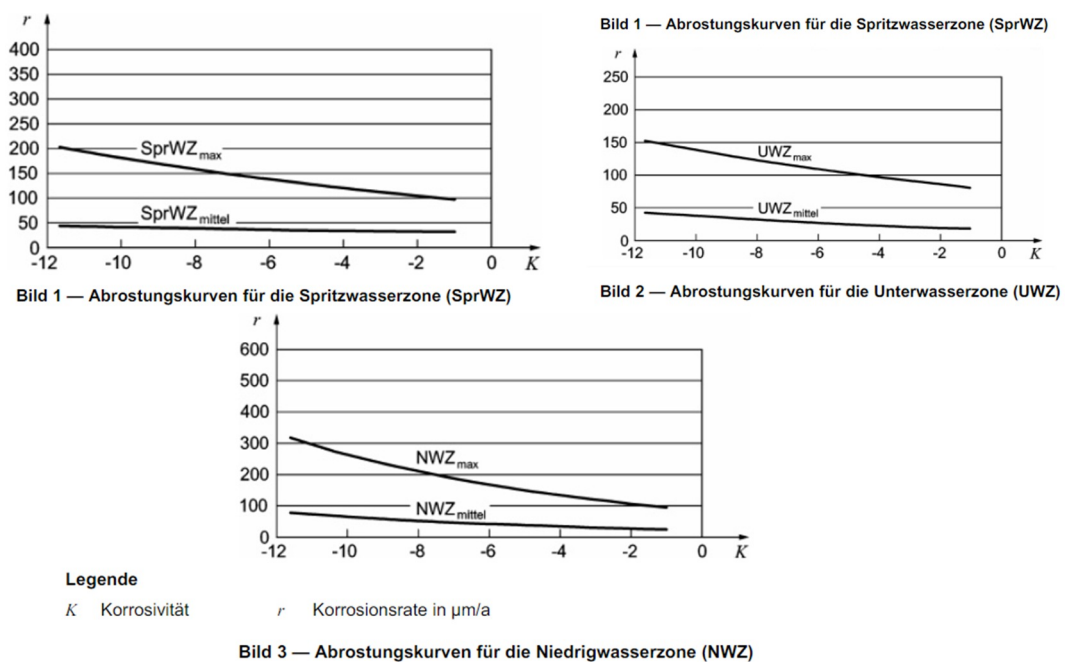 r
400
350
300
250
200
150
100
50
0
SprWZmax
SprWZmittel
-12 -10 -8 -6 -4 -2 0 K
Bild 1 — Abrostungskurven für die Spritzwasserzone (SprWZ)
Bild 1 — Abrostungskurven für die Spritzwasserzone (SprWZ)
r
250
200
150
100
50
0
UWZmax
UWZmittel
-12 -10 -8 -6 -4 -2 0 K
Bild 2 — Abrostungskurven für die Unterwasserzone (UWZ)
r
600
500
400
300
200
100
0
NWZmax
NWZmittel
-12 -10 -8 -6 -4 -2 0 K
Legende
K Korrosivität r Korrosionsrate in µm/a
Bild 3 — Abrostungskurven für die Niedrigwasserzone (NWZ)